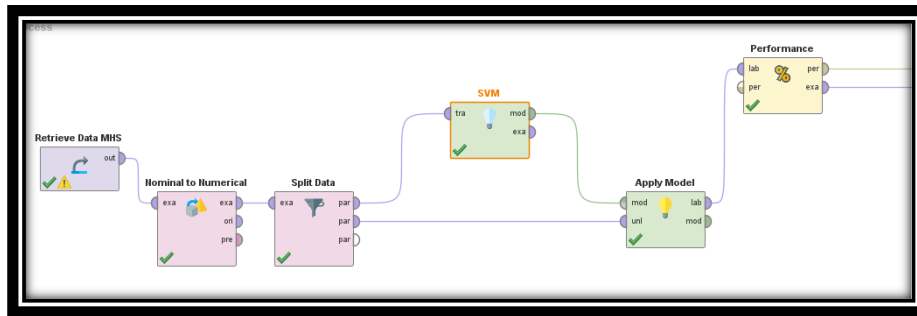 cess
Retrieve Data MHS
out
Nominal to Numerical
exa
exa
ori
pre
Split Data
exa
par
par
par
SVM
tra
mod
exa
Apply Model
mod
unl
lab
mod
Performance
%
lab
per
per
exa